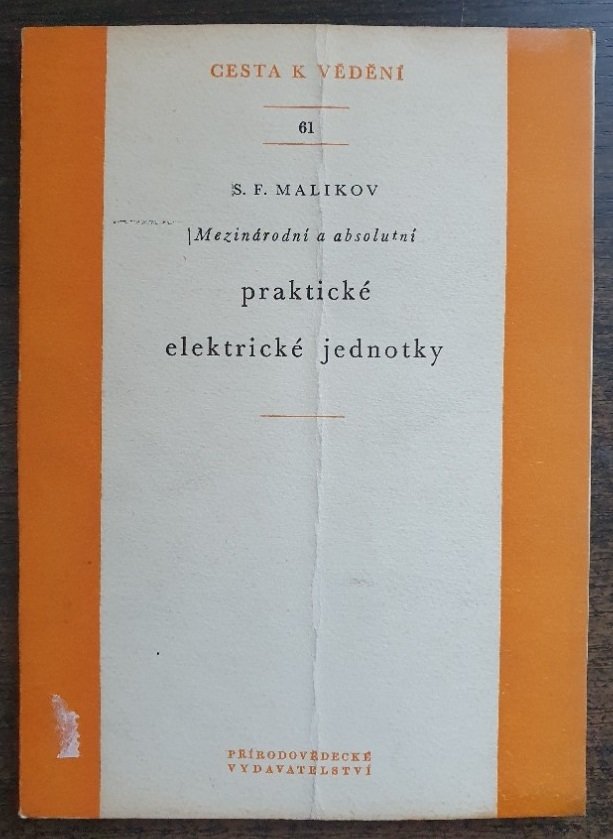 CESTA K VĚDĚNÍ
61
S. F. MALIKOV
Mezinárodní a absolutní
praktické
elektrické jednotky
PŘÍRODOVĚDECKÉ
VYDAVATELSTVÍ